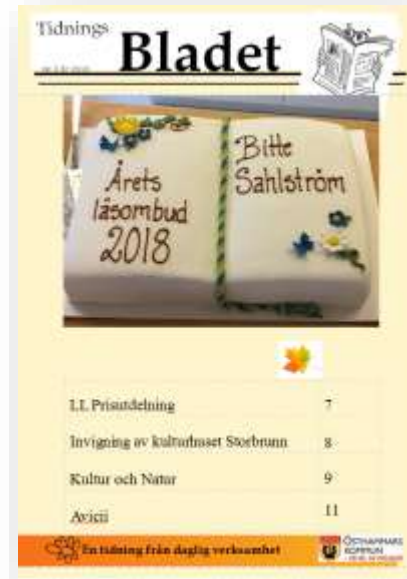 Tidnings
Bladet
Årets
läsombud
2018
Bitte
Sahlström
LL Prisutdelning 7
Invigning av kulturhuset Storbrunn 8
Kultur och Natur 9
Avicii 11
En tidning från daglig verksamhet
ÖSTHAMMARS
KOMMUN